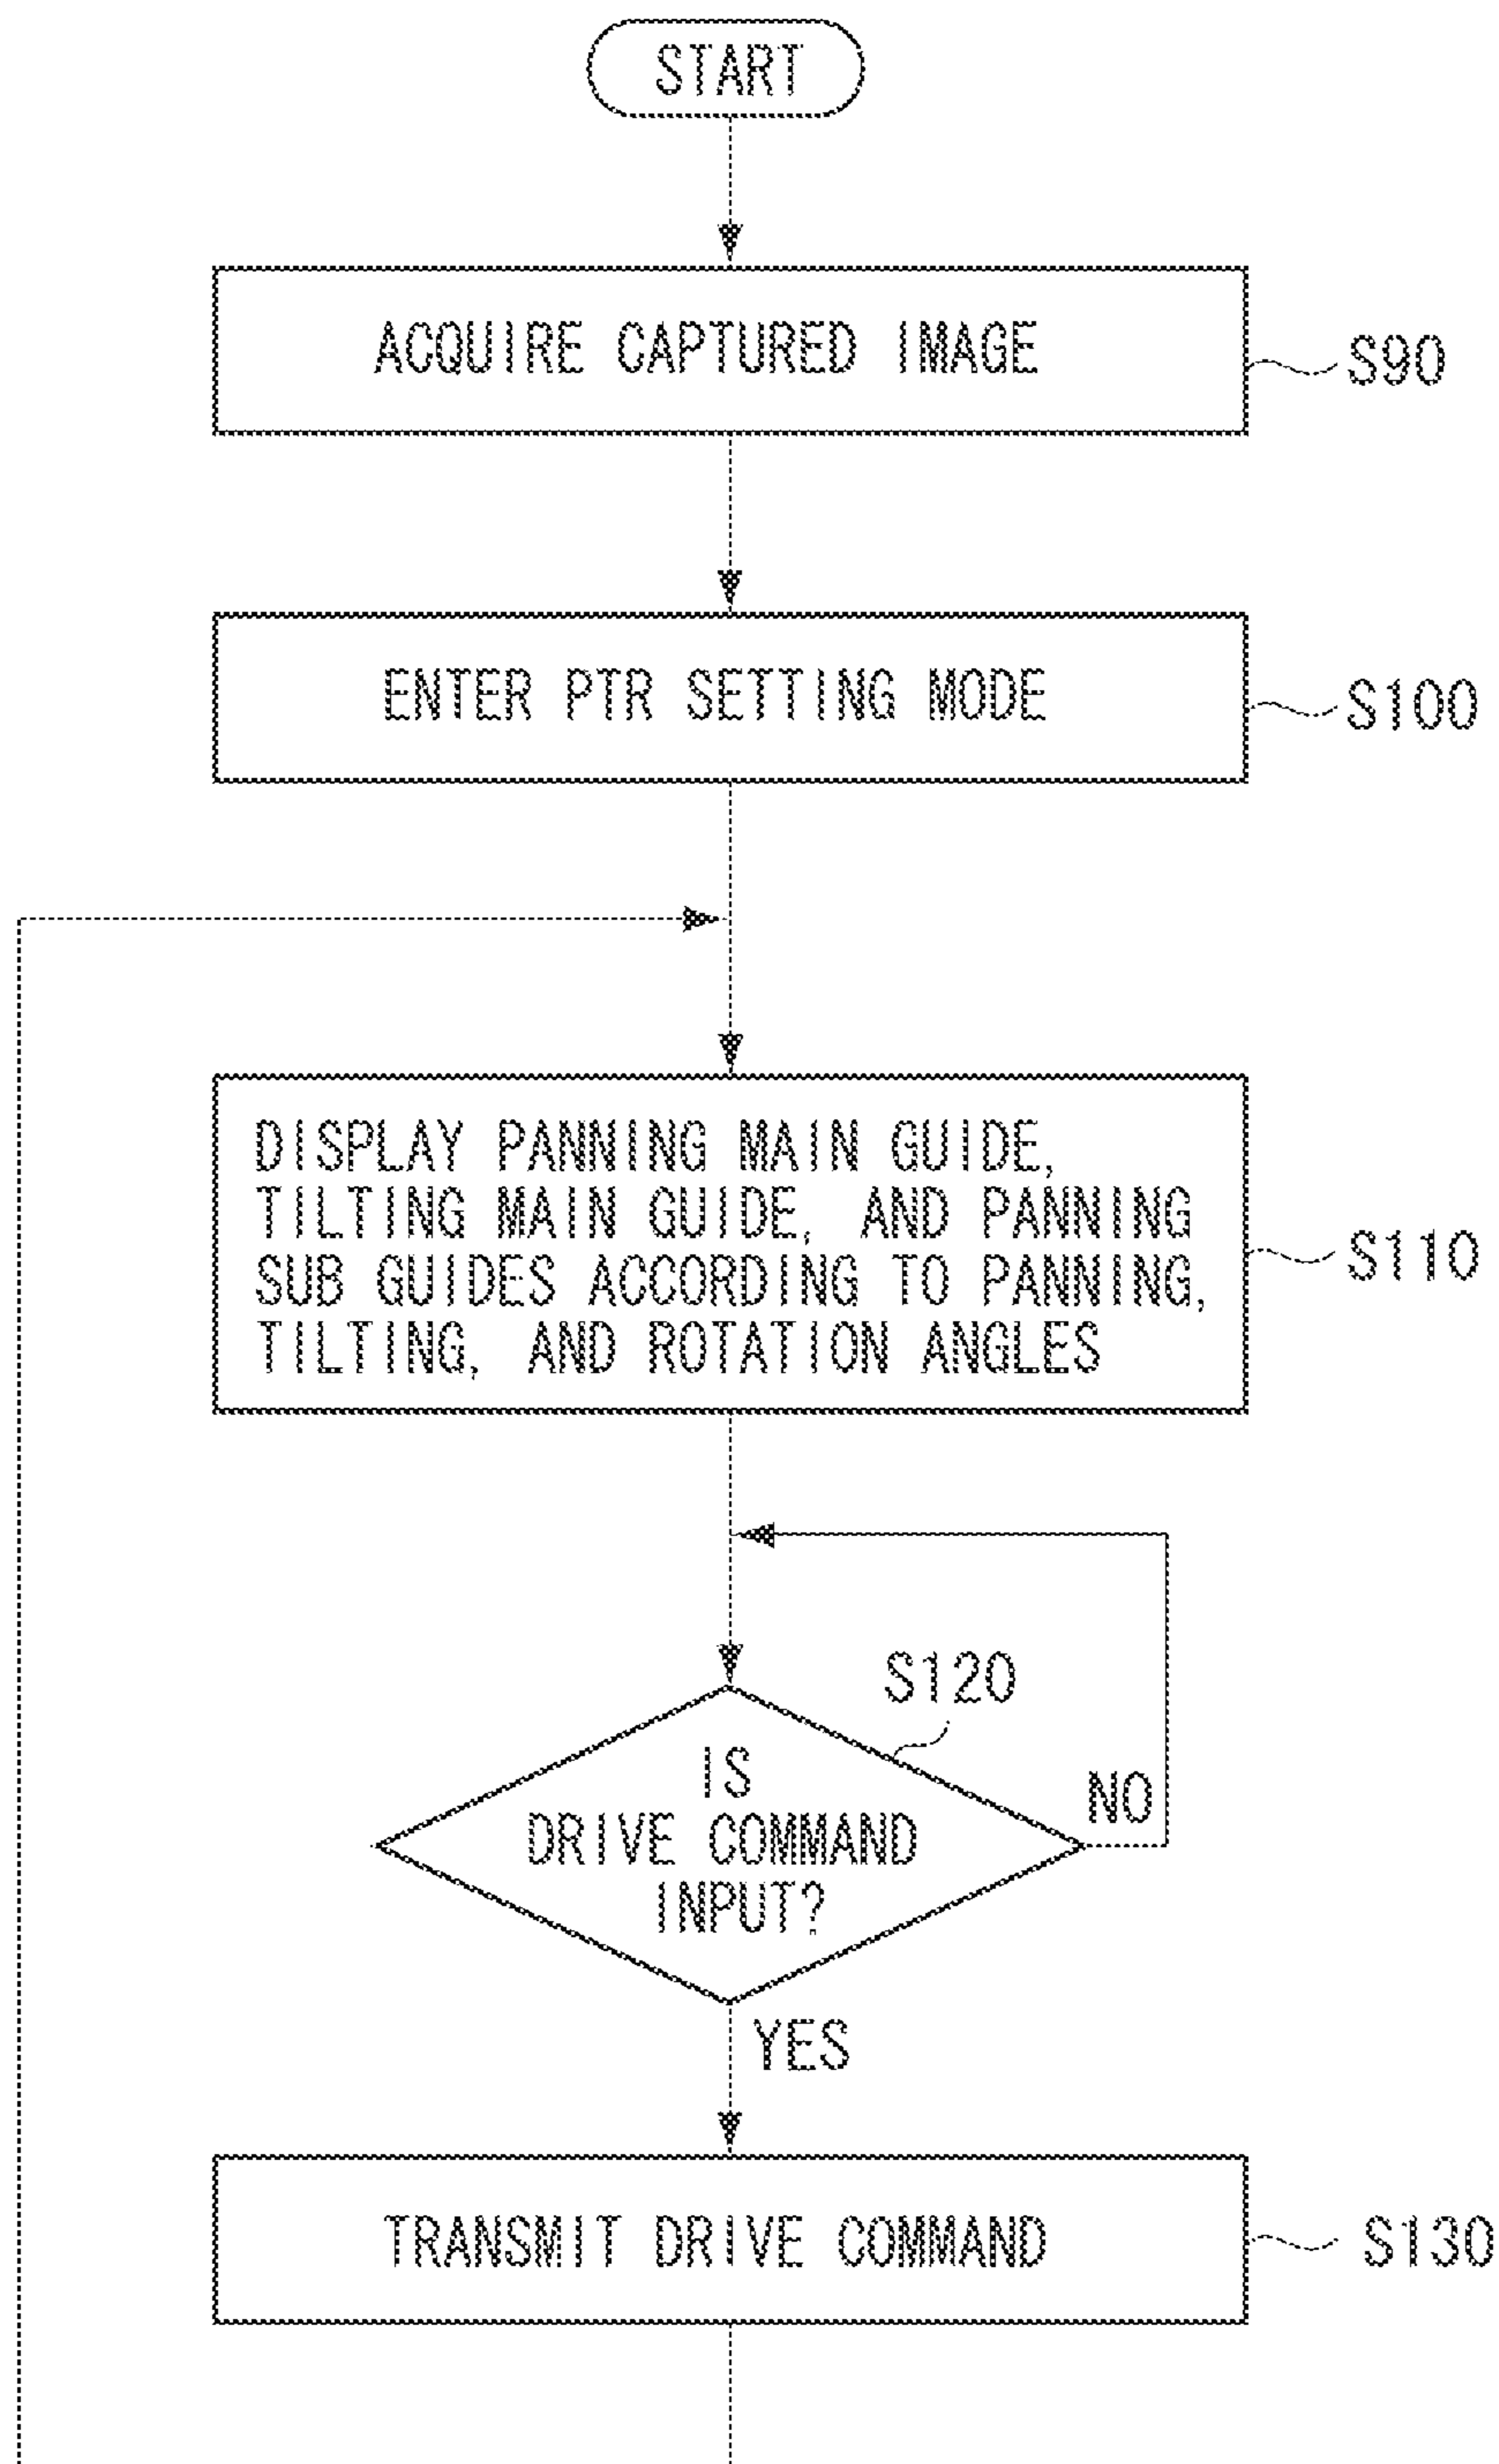 START
ACQUIRE CAPTURED IMAGE
S90
ENTER PTR SETTING MODE
S100
DISPLAY PANNING MAIN GUIDE,
TILTING MAIN GUIDE, AND PANNING
SUB GUIDES ACCORDING TO PANNING,
TILTING, AND ROTATION ANGLES
S110
S120
IS
DRIVE COMMAND
INPUT?
NO
YES
TRANSMIT DRIVE COMMAND
S130